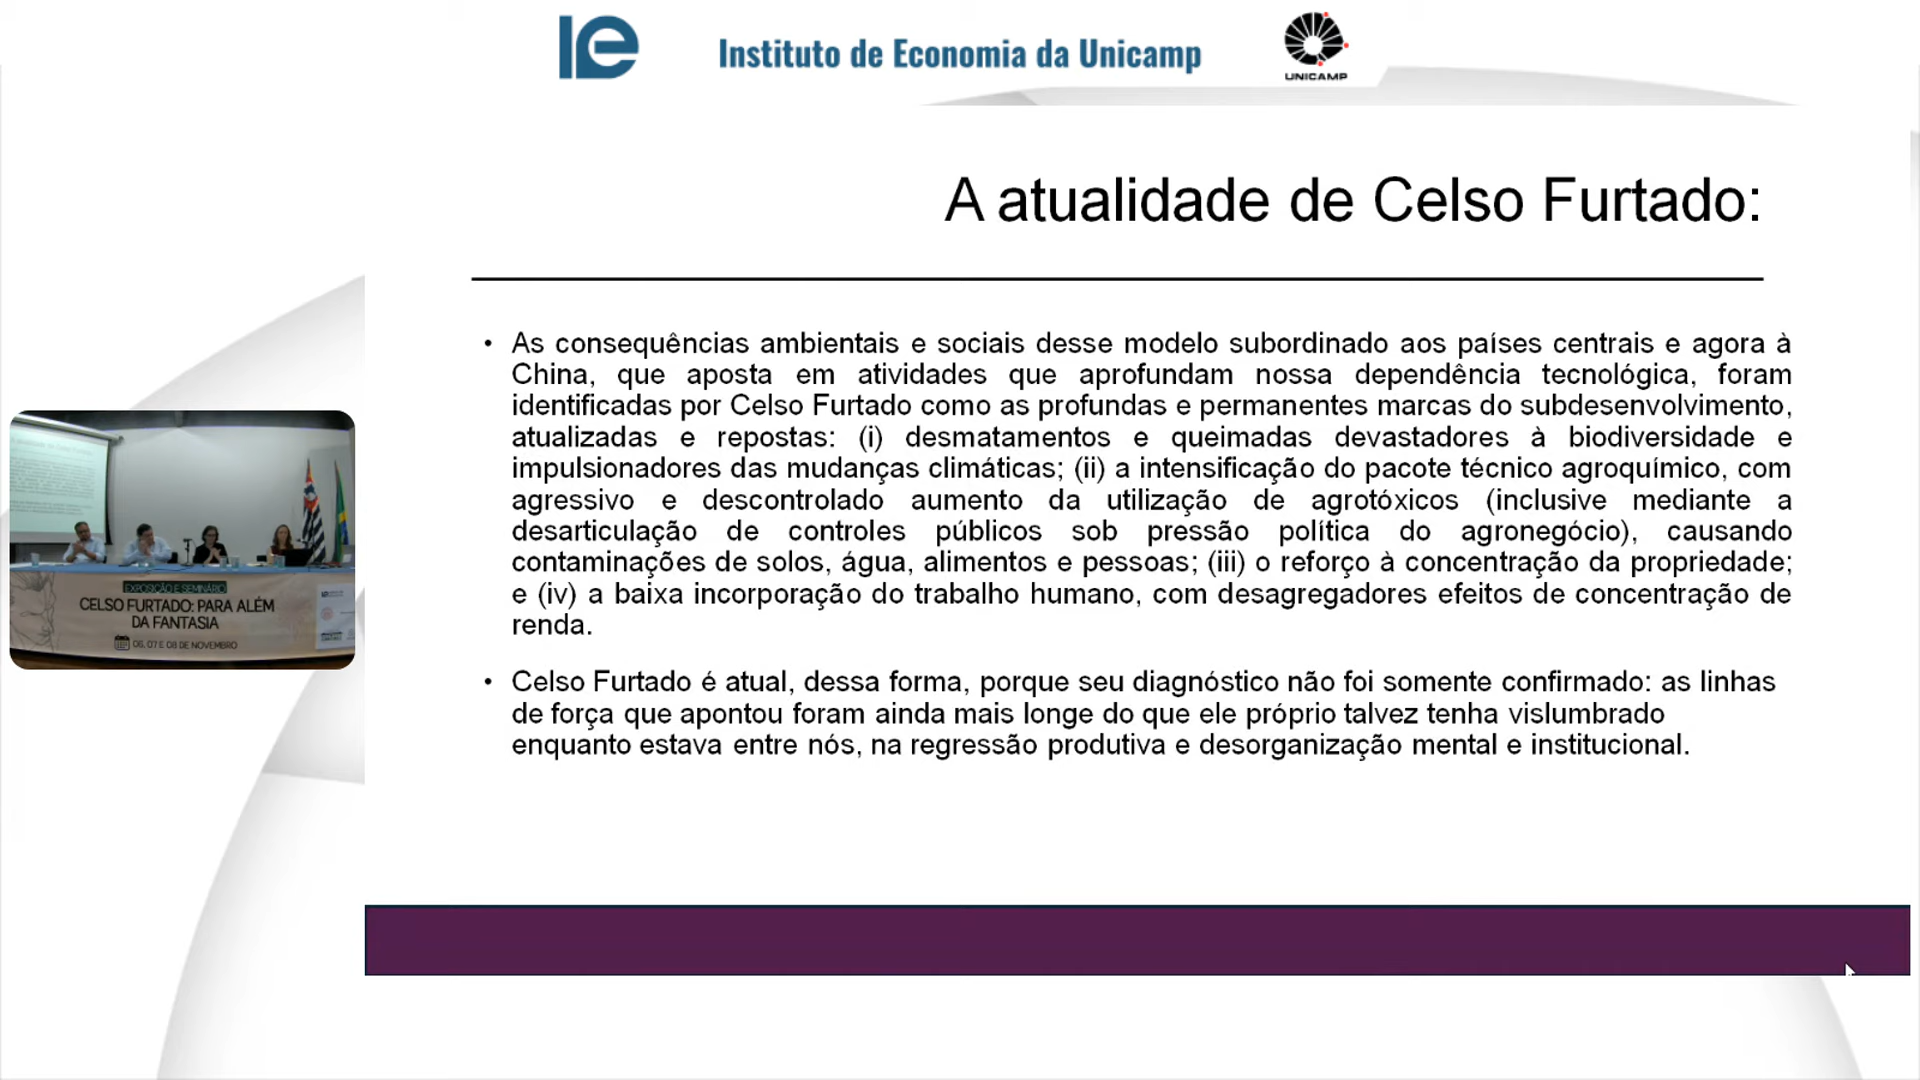 Instituto de Economia da Unicamp
UNICAMP
A atualidade de Celso Furtado:
• As consequências ambientais e sociais desse modelo subordinado aos países centrais e agora à
China, que aposta em atividades que aprofundam nossa dependência tecnológica, foram
identificadas por Celso Furtado como as profundas e permanentes marcas do subdesenvolvimento,
atualizadas e repostas: (i) desmatamentos e queimadas devastadores à biodiversidade e
impulsionadores das mudanças climáticas; (ii) a intensificação do pacote técnico agroquímico, com
agressivo e descontrolado aumento da utilização de agrotóxicos (inclusive mediante a
desarticulação de controles públicos sob pressão política do agronegócio), causando
contaminações de solos, água, alimentos e pessoas; (iii) o reforço à concentração da propriedade;
e (iv) a baixa incorporação do trabalho humano, com desagregadores efeitos de concentração de
renda.
• Celso Furtado é atual, dessa forma, porque seu diagnóstico não foi somente confirmado: as linhas
de força que apontou foram ainda mais longe do que ele próprio talvez tenha vislumbrado
enquanto estava entre nós, na regressão produtiva e desorganização mental e institucional.
EXPOSIÇÃO E SEMINÁRIO
CELSO FURTADO: PARA ALÉM
DA FANTASIA
06, 07 E 08 DE NOVEMBRO